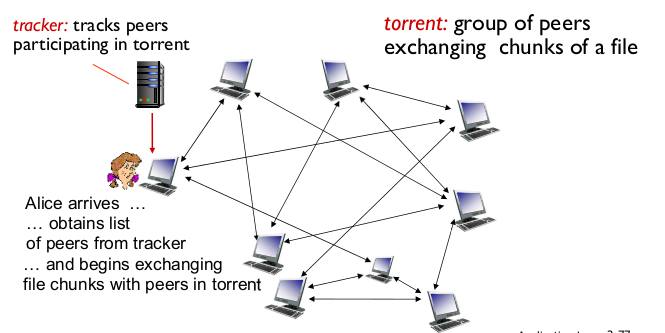 tracker: tracks peers
participating in torrent
torrent: group of peers
exchanging chunks of a file
Alice arrives …
… obtains list
of peers from tracker
… and begins exchanging
file chunks with peers in torrent